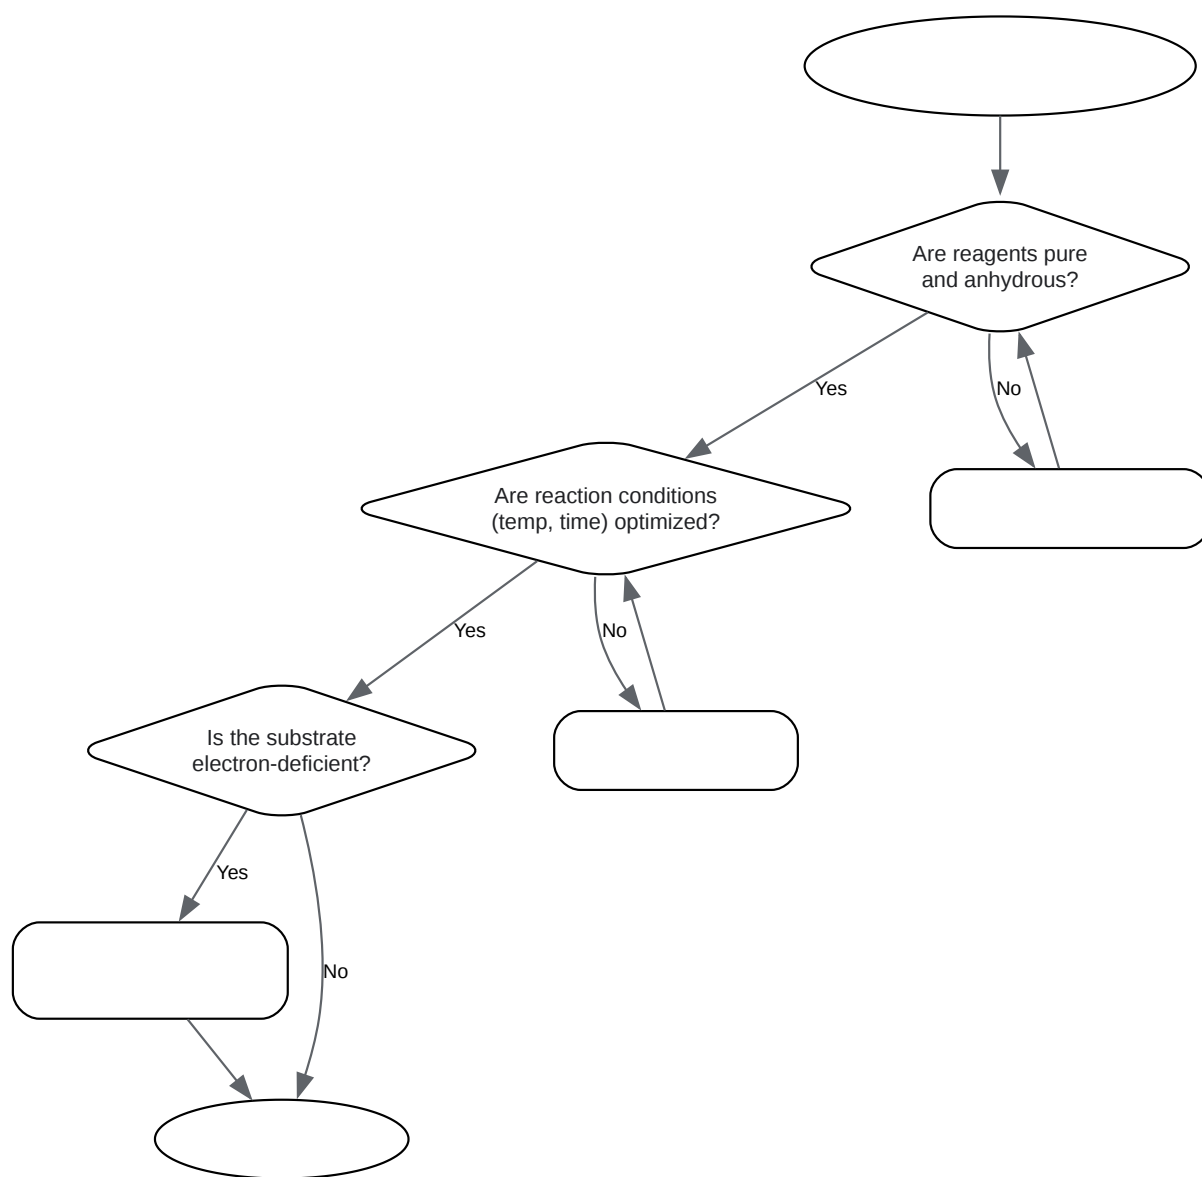 Are reagents pure
and anhydrous?
Yes
No
Are reaction conditions
(temp, time) optimized?
Yes
No
Is the substrate
electron-deficient?
Yes
No